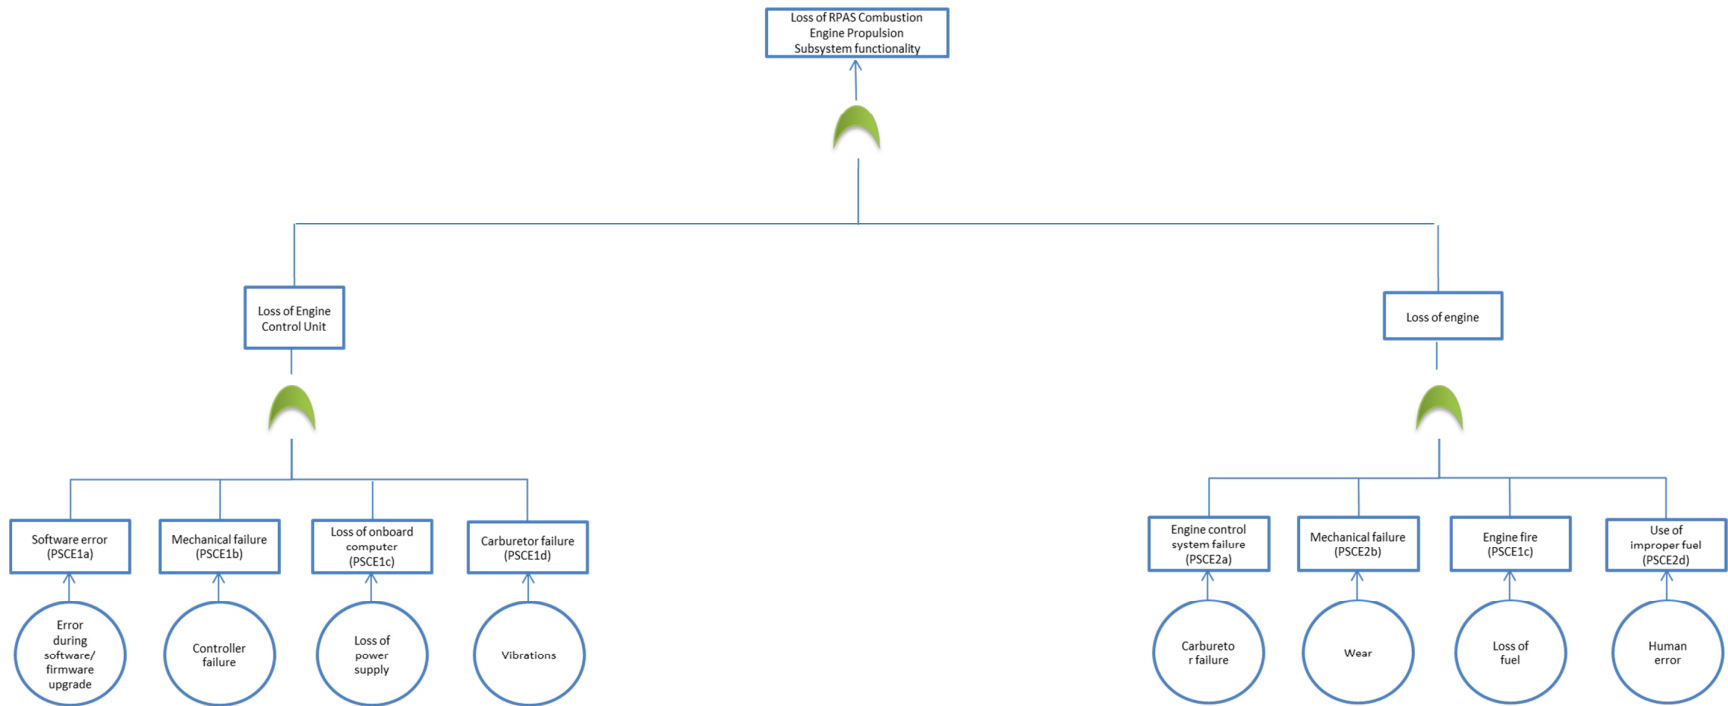 Loss of RPAS Combustion
Engine Propulsion
Subsystem functionality
Loss of Engine
Control Unit
Loss of engine
Software error
(PSCE1a)
Mechanical failure
(PSCE1b)
Loss of onboard
computer
(PSCE1c)
Carburetor failure
(PSCE1d)
Engine control
system failure
(PSCE2a)
Mechanical failure
(PSCE2b)
Engine fire
(PSCE1c)
Use of
improper fuel
(PSCE2d)
Error
during
software/
firmware
upgrade
Controller
failure
Loss of
power
supply
Vibrations
Carbureto
r failure
Wear
Loss of
fuel
Human
error